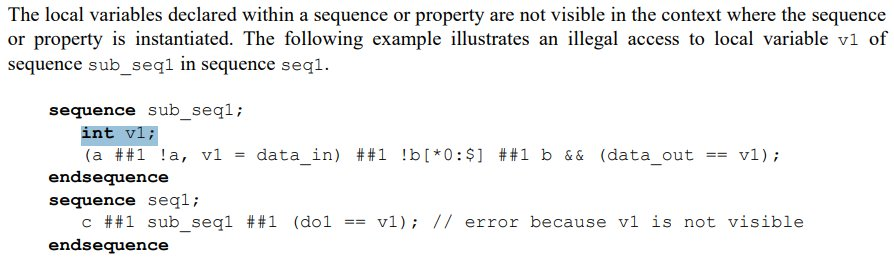 The local variables declared within a sequence or property are not visible in the context where the sequence
or property is instantiated. The following example illustrates an illegal access to local variable v1 of
sequence sub_seq1 in sequence seq1.
sequence sub_seq1;
int v1;
(a ##1 !a, v1 = data_in) ##1 !b[*0:$] ##1 b && (data_out == v1);
endsequence
sequence seq1;
c ##1 sub_seq1 ##1 (do1 == v1); // error because v1 is not visible
endsequence